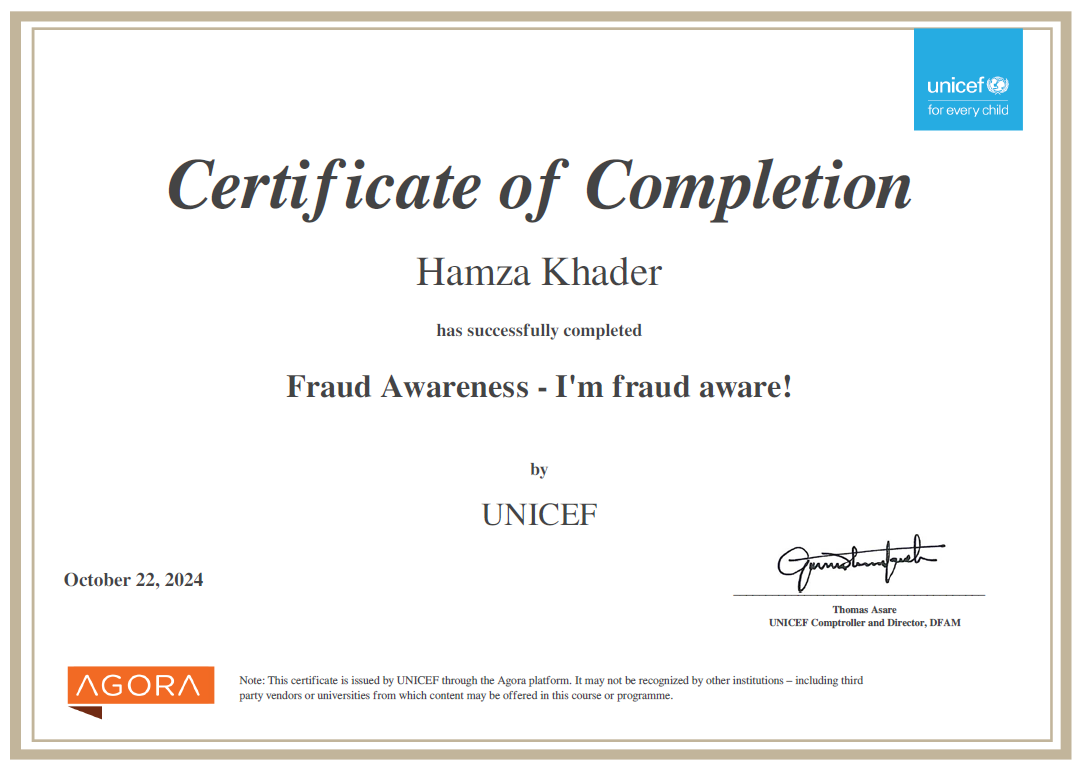 unicef
for every child
Certificate of Completion
Hamza Khader
has successfully completed
Fraud Awareness - I'm fraud aware!
by
UNICEF
October 22, 2024
Thomas Asare
UNICEF Comptroller and Director, DFAM
AGORA
Note: This certificate is issued by UNICEF through the Agora platform. It may not be recognized by other institutions – including third
party vendors or universities from which content may be offered in this course or programme.